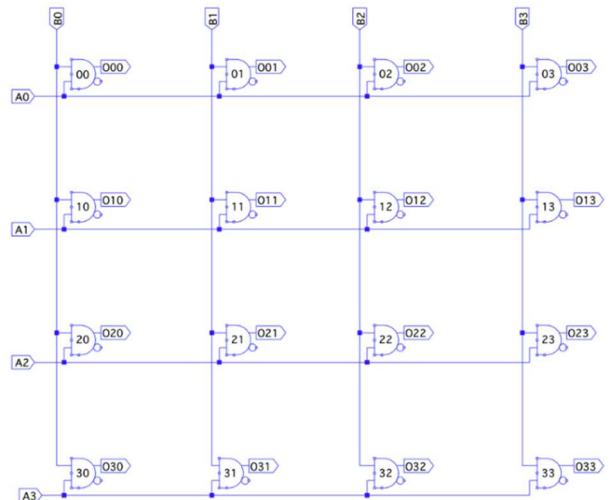 B0 B1 B2 B3
00 O00 01 O01 02 O02 03 O03
A0
10 O10 11 O11 12 O12 13 O13
A1
20 O20 21 O21 22 O22 23 O23
A2
30 O30 31 O31 32 O32 33 O33
A3